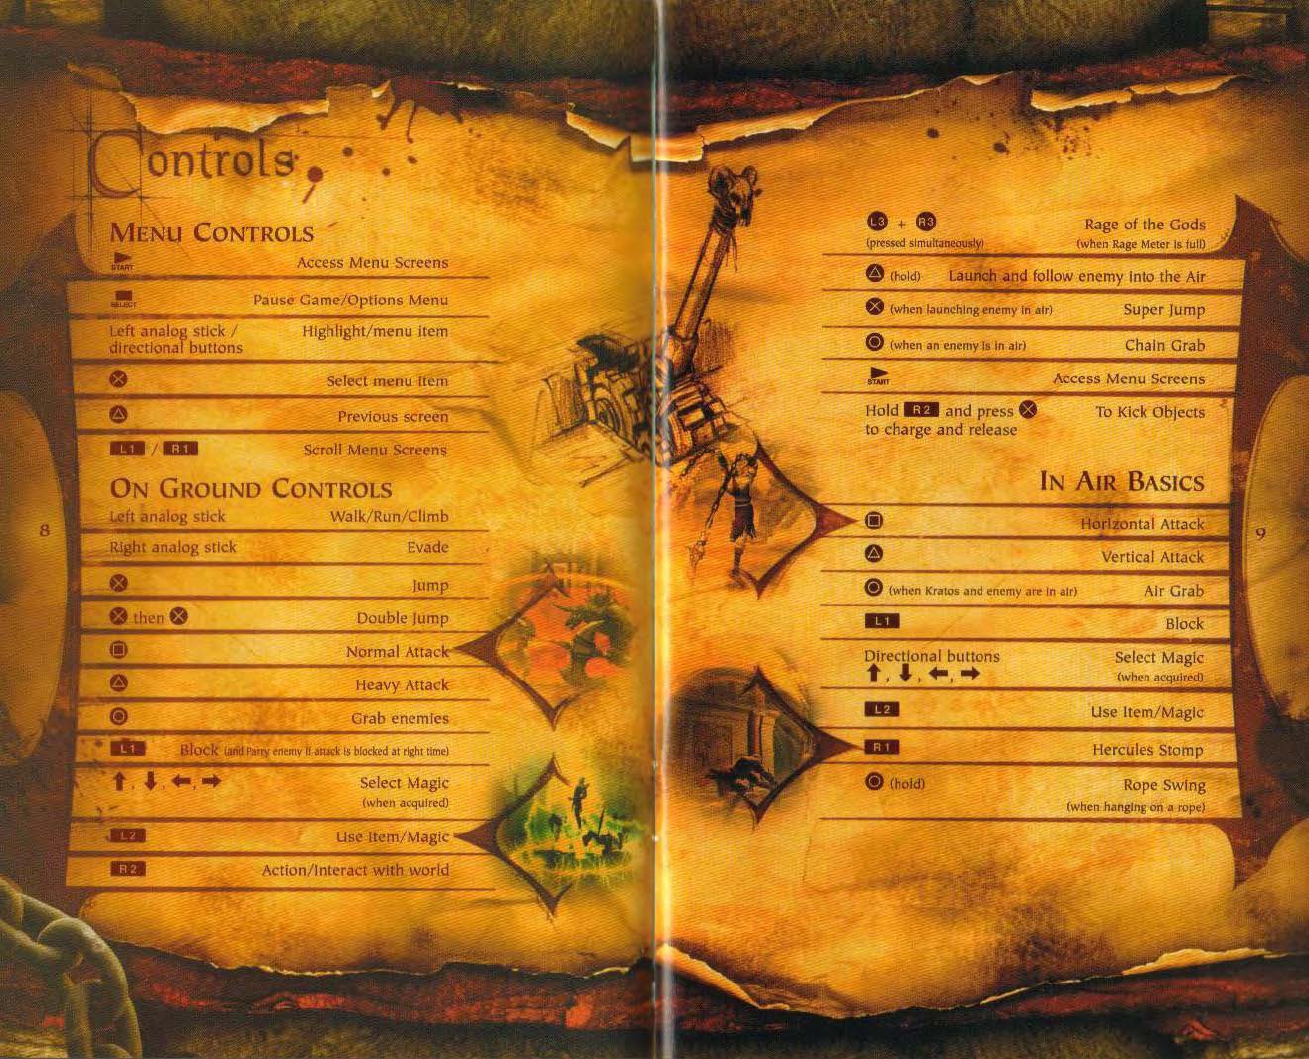 Controls
MENU CONTROLS
START Access Menu Screens
SELECT Pause Game/Options Menu
Left analog stick / Highlight/menu item
directional buttons
Select menu item
Previous screen
L1 / R1 Scroll Menu Screens
ON GROUND CONTROLS
Left analog stick Walk/Run/Climb
Right analog stick Evade
Jump
then Double Jump
Normal Attack
Heavy Attack
Grab enemies
L1 Block (and Parry enemy if attack is blocked at right time)
↑, ↓, ←, → Select Magic
(when acquired)
L2 Use Item/Magic
R2 Action/Interact with world
8
L3 + R3 Rage of the Gods
(pressed simultaneously) (when Rage Meter is full)
(hold) Launch and follow enemy into the Air
(when launching enemy in air) Super Jump
(when an enemy is in air) Chain Grab
START Access Menu Screens
Hold R2 and press To Kick Objects
to charge and release
IN AIR BASICS
Horizontal Attack
Vertical Attack
(when Kratos and enemy are in air) Air Grab
L1 Block
Directional buttons Select Magic
↑, ↓, ←, → (when acquired)
L2 Use Item/Magic
R1 Hercules Stomp
(hold) Rope Swing
(when hanging on a rope)
9